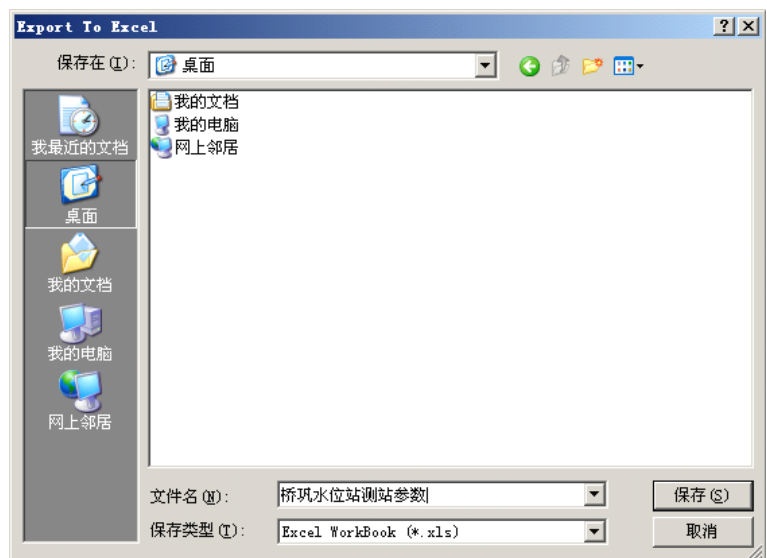 Export To Excel
保存在(I):
桌面
我的文档
我的电脑
网上邻居
我最近的文档
桌面
我的文档
我的电脑
网上邻居
文件名(N):
桥巩水位站测站参数
保存(S)
保存类型(T):
Excel WorkBook (*.xls)
取消